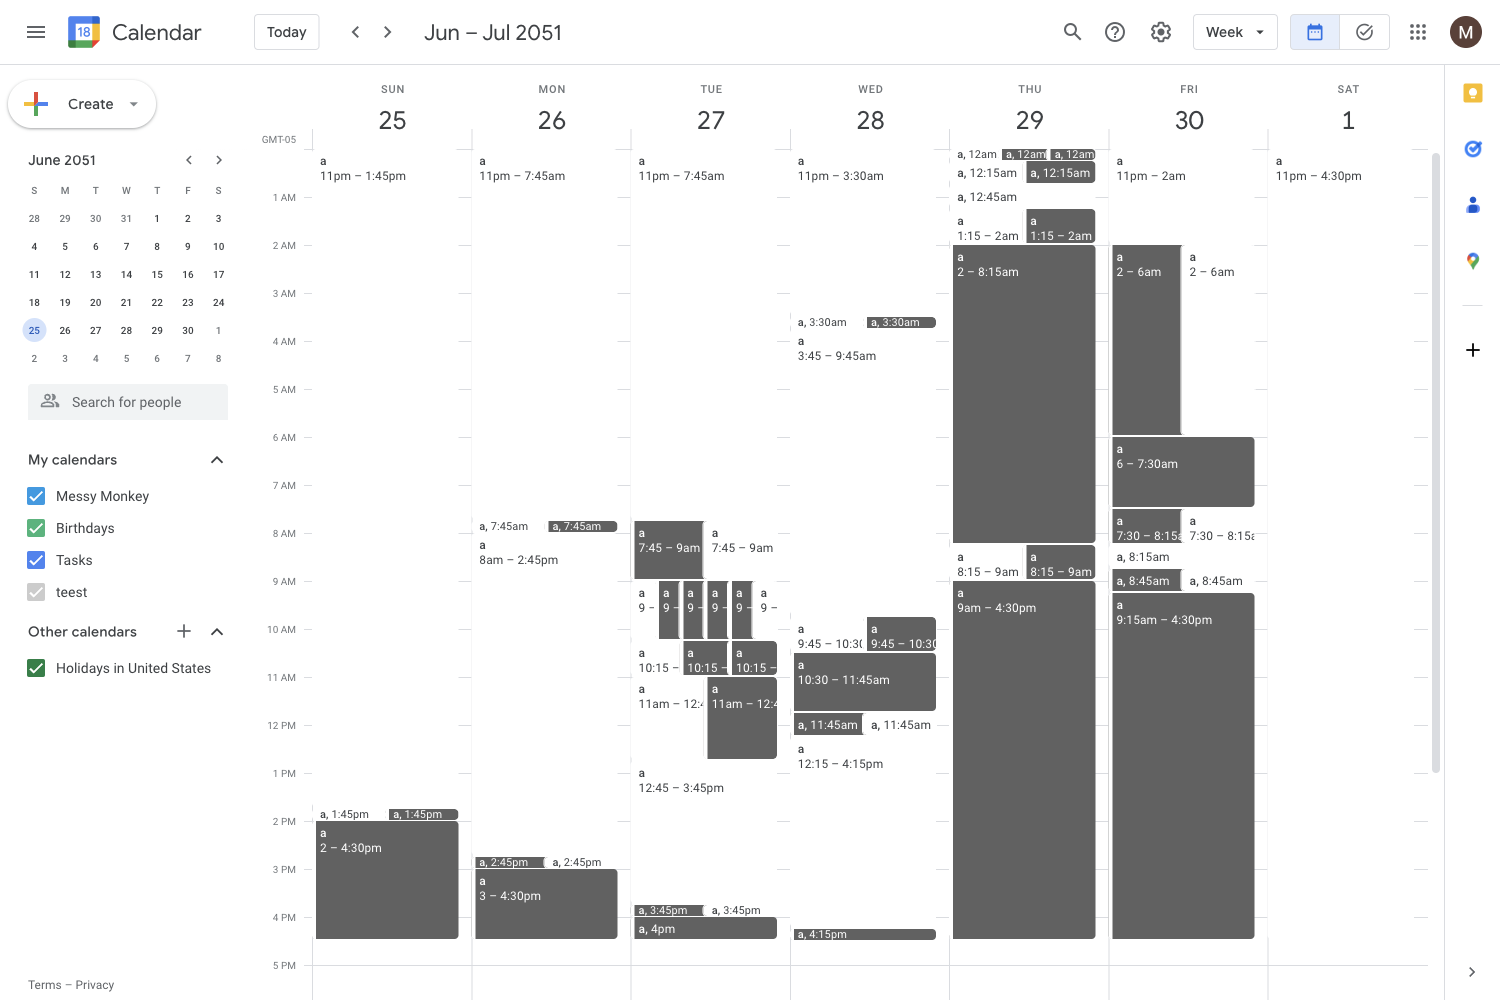 18
Calendar
Today
Jun – Jul 2051
Week
M
Create
June 2051
S M T W T F S
28 29 30 31 1 2 3
4 5 6 7 8 9 10
11 12 13 14 15 16 17
18 19 20 21 22 23 24
25 26 27 28 29 30 1
2 3 4 5 6 7 8
Search for people
My calendars
Messy Monkey
Birthdays
Tasks
teest
Other calendars
Holidays in United States
Terms – Privacy
GMT-05
1 AM
2 AM
3 AM
4 AM
5 AM
6 AM
7 AM
8 AM
9 AM
10 AM
11 AM
12 PM
1 PM
2 PM
3 PM
4 PM
5 PM
SUN
25
a
11pm – 1:45pm
a, 1:45pm
a, 1:45pm
a
2 – 4:30pm
MON
26
a
11pm – 7:45am
a, 7:45am
a, 7:45am
a
8am – 2:45pm
a, 2:45pm
a, 2:45pm
a
3 – 4:30pm
TUE
27
a
11pm – 7:45am
a
7:45 – 9am
a
7:45 – 9am
a
9 –
a
9 –
a
9 –
a
9 –
a
9 –
a
9 –
a
10:15 –
a
10:15 –
a
10:15 –
a
11am – 12:4
a
11am – 12:4
a
12:45 – 3:45pm
a, 3:45pm
a, 3:45pm
a, 4pm
WED
28
a
11pm – 3:30am
a, 3:30am
a, 3:30am
a
3:45 – 9:45am
a
9:45 – 10:30
a
9:45 – 10:30
a
10:30 – 11:45am
a, 11:45am
a, 11:45am
a
12:15 – 4:15pm
a, 4:15pm
THU
29
a, 12am
a, 12am
a, 12am
a, 12:15am
a, 12:15am
a, 12:45am
a
1:15 – 2am
a
1:15 – 2am
a
2 – 8:15am
a
8:15 – 9am
a
8:15 – 9am
a
9am – 4:30pm
FRI
30
a
11pm – 2am
a
2 – 6am
a
2 – 6am
a
6 – 7:30am
a
7:30 – 8:15a
a
7:30 – 8:15a
a, 8:15am
a, 8:45am
a, 8:45am
a
9:15am – 4:30pm
SAT
1
a
11pm – 4:30pm